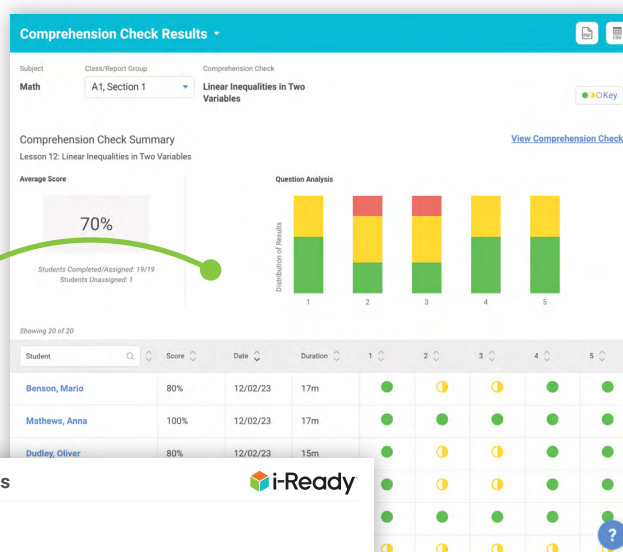 Comprehension Check Results
PDF CSV
Subject Class/Report Group Comprehension Check
Math A1, Section 1 Linear Inequalities in Two
Variables
Key
Comprehension Check Summary View Comprehension Check
Lesson 12: Linear Inequalities in Two Variables
Average Score Question Analysis
70%
Students Completed/Assigned: 19/19
Students Unassigned: 1
Distribution of Results
1 2 3 4 5
Showing 20 of 20
Student Score Date Duration 1 2 3 4 5
Benson, Mario 80% 12/02/23 17m
Mathews, Anna 100% 12/02/23 17m
Dudley, Oliver 80% 12/02/23 15m
s i-Ready
?